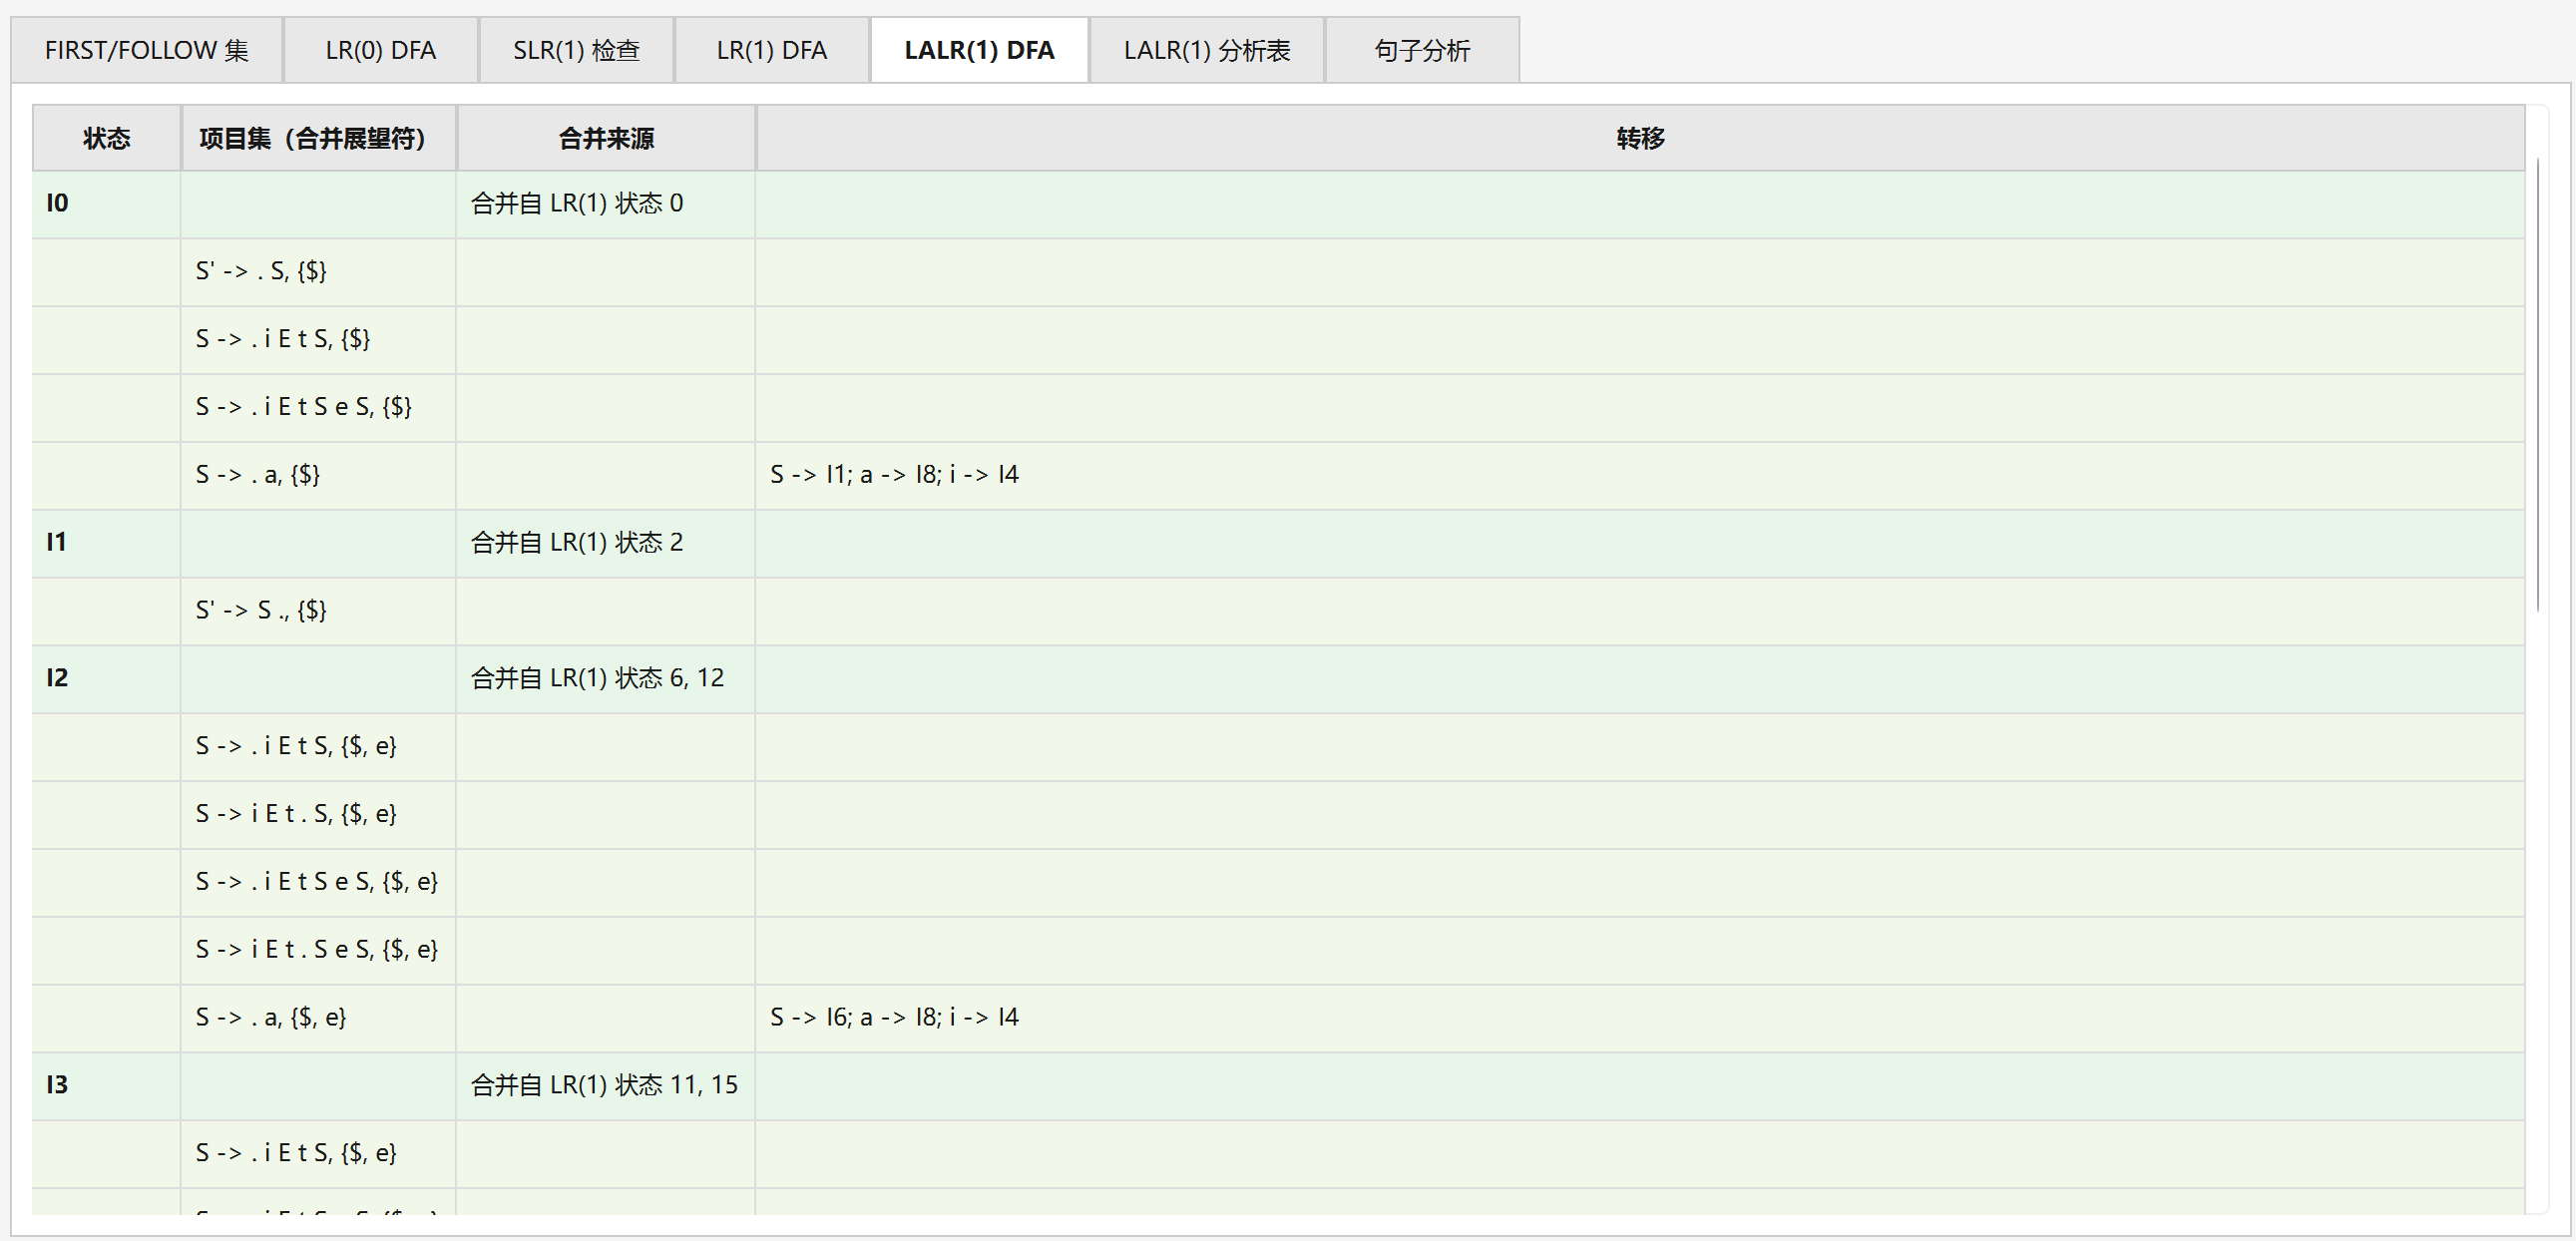 FIRST/FOLLOW 集 LR(0) DFA SLR(1) 检查 LR(1) DFA LALR(1) DFA LALR(1) 分析表 句子分析
状态 项目集（合并展望符） 合并来源 转移
I0 合并自 LR(1) 状态 0
S' -> . S, {$}
S -> . i E t S, {$}
S -> . i E t S e S, {$}
S -> . a, {$} S -> I1; a -> I8; i -> I4
I1 合并自 LR(1) 状态 2
S' -> S ., {$}
I2 合并自 LR(1) 状态 6, 12
S -> . i E t S, {$, e}
S -> i E t . S, {$, e}
S -> . i E t S e S, {$, e}
S -> i E t . S e S, {$, e}
S -> . a, {$, e} S -> I6; a -> I8; i -> I4
I3 合并自 LR(1) 状态 11, 15
S -> . i E t S, {$, e}